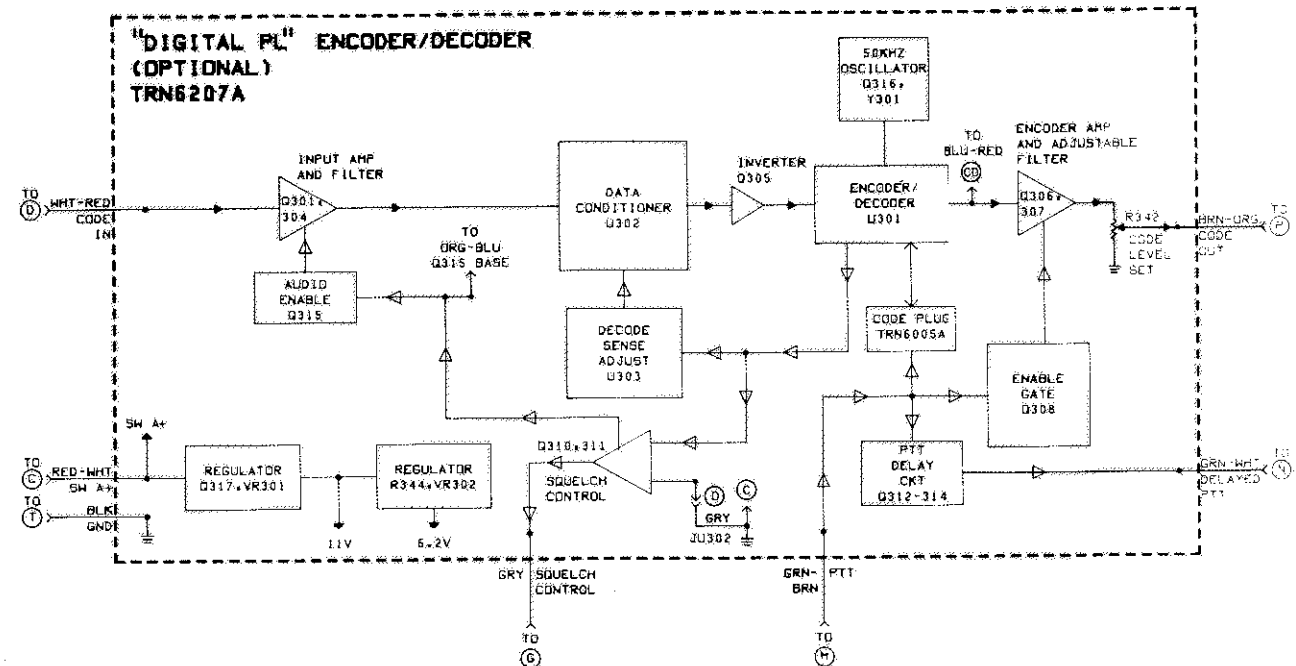 "DIGITAL PL" ENCODER/DECODER
(OPTIONAL)
TRN6207A
50KHZ
OSCILLATOR
Q316,
Y301
INPUT AMP
AND FILTER
Q301,
304
DATA
CONDITIONER
U302
INVERTER
Q305
ENCODER/
DECODER
U301
TO
BLU-RED
CD
ENCODER AMP
AND ADJUSTABLE
FILTER
Q306,
307
R342
CODE
LEVEL
SET
TO
D
WHT-RED
CODE
IN
TO
P
BRN-ORG
CODE
OUT
TO
ORG-BLU
Q315 BASE
AUDIO
ENABLE
Q315
DECODE
SENSE
ADJUST
U303
CODE PLUG
TRN6005A
ENABLE
GATE
Q308
SW A+
TO
C
RED-WHT
SW A+
TO
T
BLK
GND
REGULATOR
Q317,VR301
REGULATOR
R344,VR302
11V
6.2V
Q310,311
SQUELCH
CONTROL
D
C
GRY
JU302
PTT
DELAY
CKT
Q312-314
GRN-WHT
DELAYED
PTT
TO
N
GRY
SQUELCH
CONTROL
TO
G
GRN-
BRN
PTT
TO
M